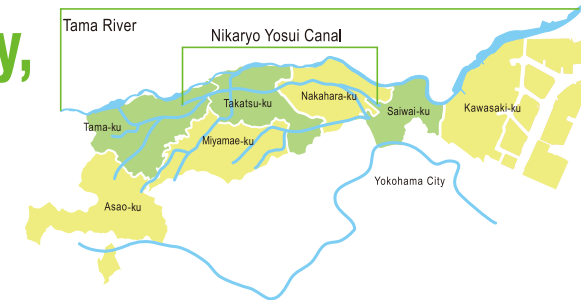 y,
Tama River
Nikaryo Yosui Canal
Tama-ku
Takatsu-ku
Nakahara-ku
Saiwai-ku
Kawasaki-ku
Miyamae-ku
Yokohama City
Asao-ku